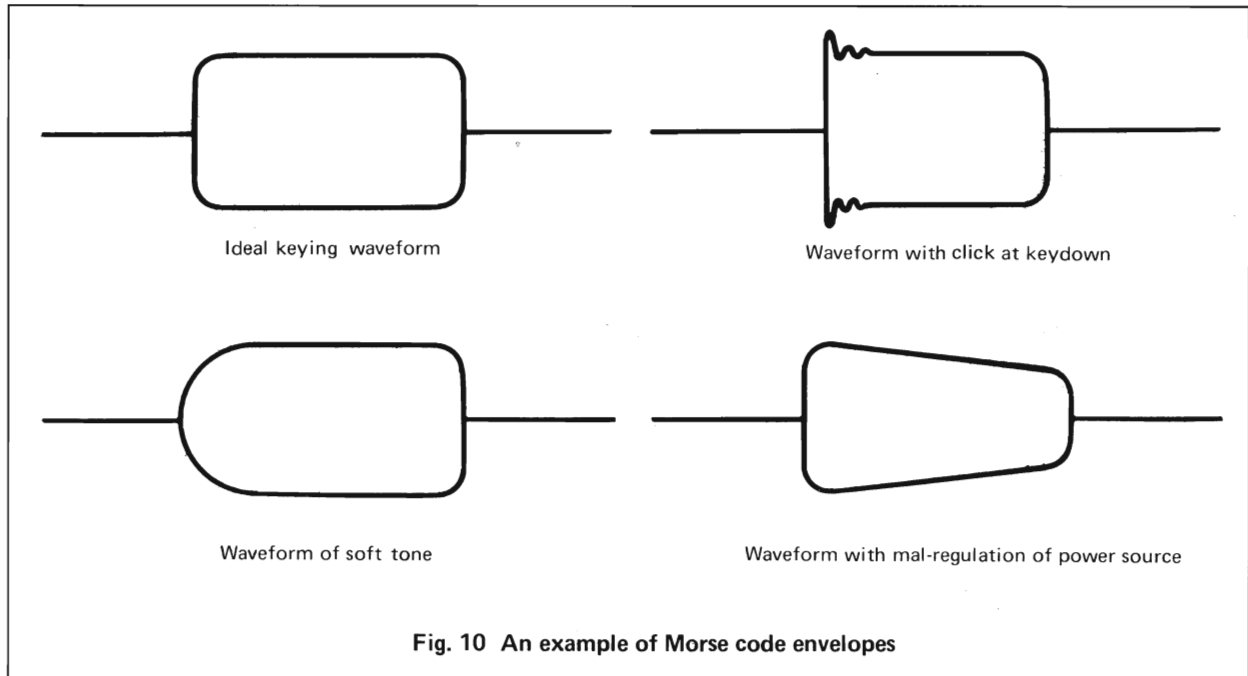 Ideal keying waveform
Waveform with click at keydown
Waveform of soft tone
Waveform with mal-regulation of power source
Fig. 10 An example of Morse code envelopes